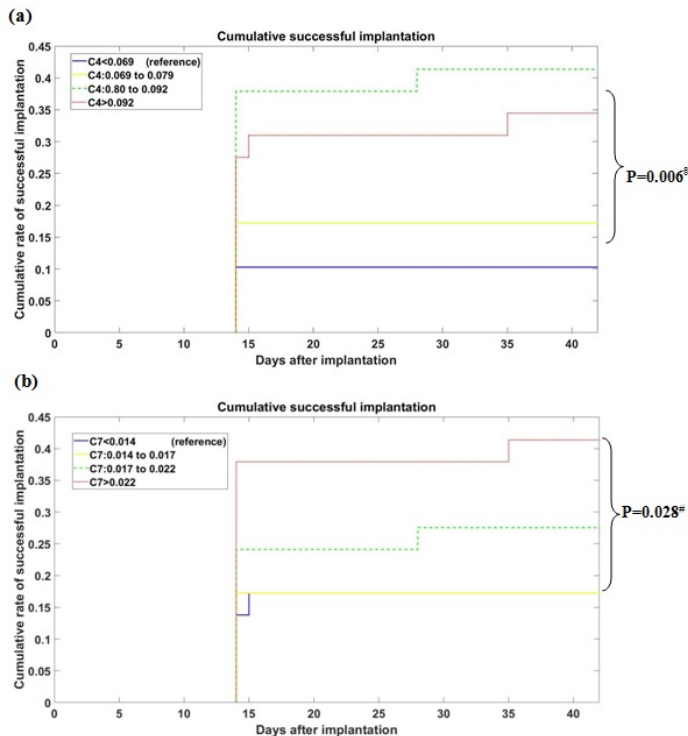 (a)
Cumulative successful implantation
Cumulative rate of successful implantation
0.45
0.4
0.35
0.3
0.25
0.2
0.15
0.1
0.05
0
C4<0.069 (reference)
C4:0.069 to 0.079
C4:0.80 to 0.092
C4>0.092
P=0.006⁸
0 5 10 15 20 25 30 35 40
Days after implantation
(b)
Cumulative successful implantation
Cumulative rate of successful implantation
0.45
0.4
0.35
0.3
0.25
0.2
0.15
0.1
0.05
0
C7<0.014 (reference)
C7:0.014 to 0.017
C7:0.017 to 0.022
C7>0.022
P=0.028#
0 5 10 15 20 25 30 35 40
Days after implantation